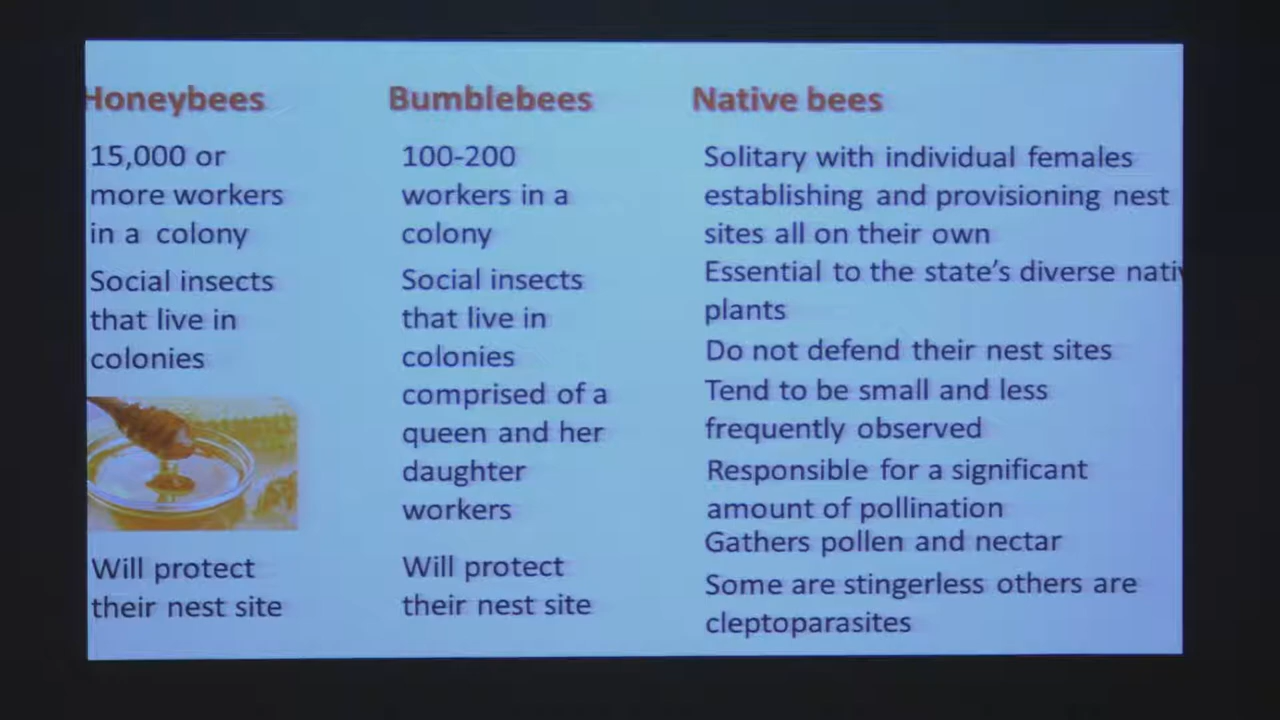 Honeybees
15,000 or
more workers
in a colony
Social insects
that live in
colonies
Will protect
their nest site
Bumblebees
100-200
workers in a
colony
Social insects
that live in
colonies
comprised of a
queen and her
daughter
workers
Will protect
their nest site
Native bees
Solitary with individual females
establishing and provisioning nest
sites all on their own
Essential to the state's diverse nativ
plants
Do not defend their nest sites
Tend to be small and less
frequently observed
Responsible for a significant
amount of pollination
Gathers pollen and nectar
Some are stingerless others are
cleptoparasites